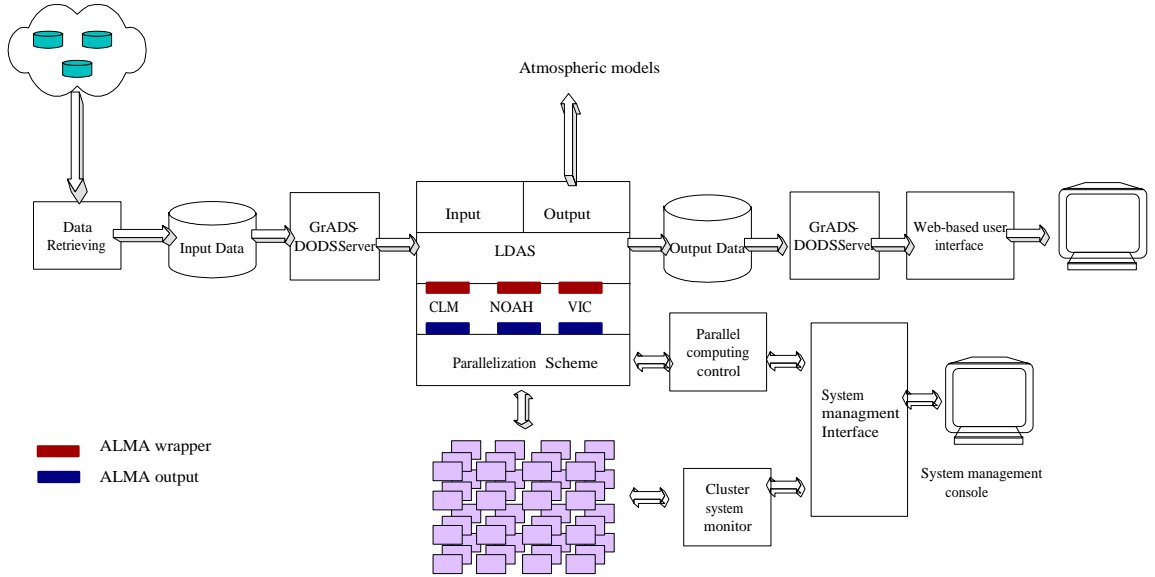 Atmospheric models
Data
Retrieving
Input Data
GrADS-
DODSServer
Input
Output
LDAS
CLM
NOAH
VIC
Parallelization Scheme
Output Data
GrADS-
DODSServer
Web-based user
interface
Parallel
computing
control
System
managment
Interface
System management
console
Cluster
system
monitor
ALMA wrapper
ALMA output